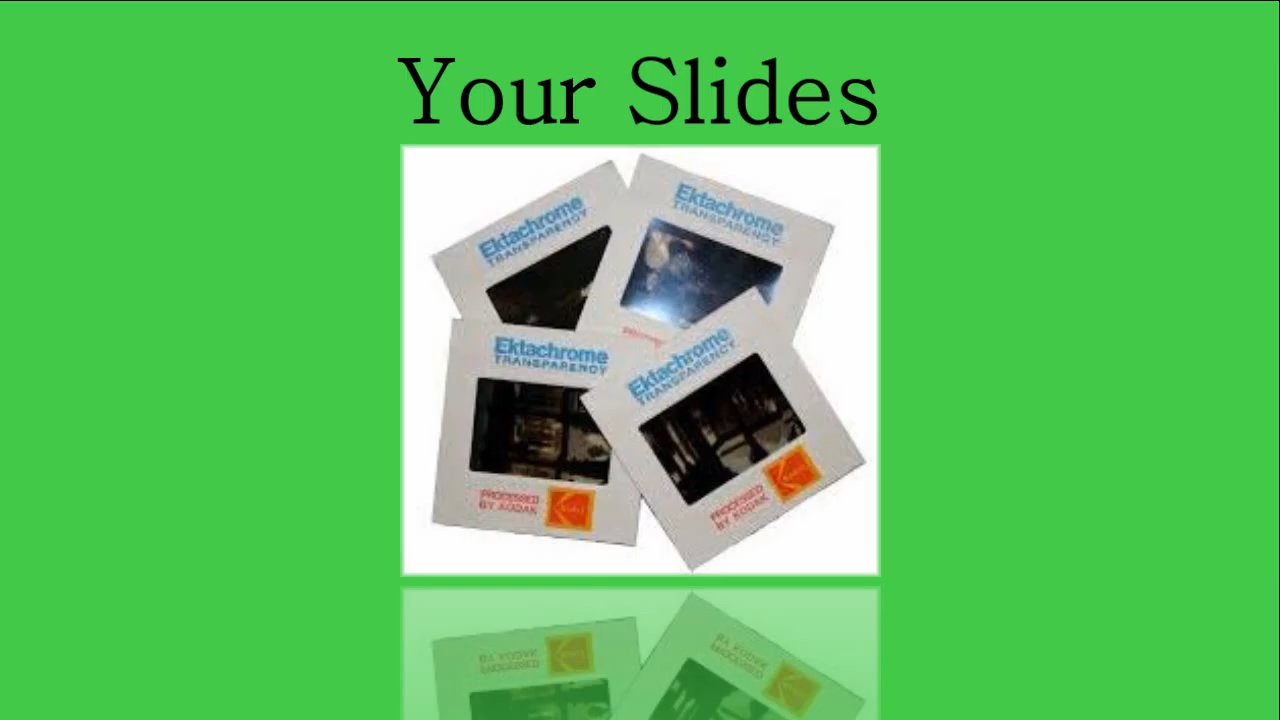 Your Slides
Ektachrome
TRANSPARENCY
Ektachrome
TRANSPARENCY
Ektachrome
TRANSPARENCY
PROCESSED
BY KODAK
Ektachrome
TRANSPARENCY
PROCESSED
BY KODAK